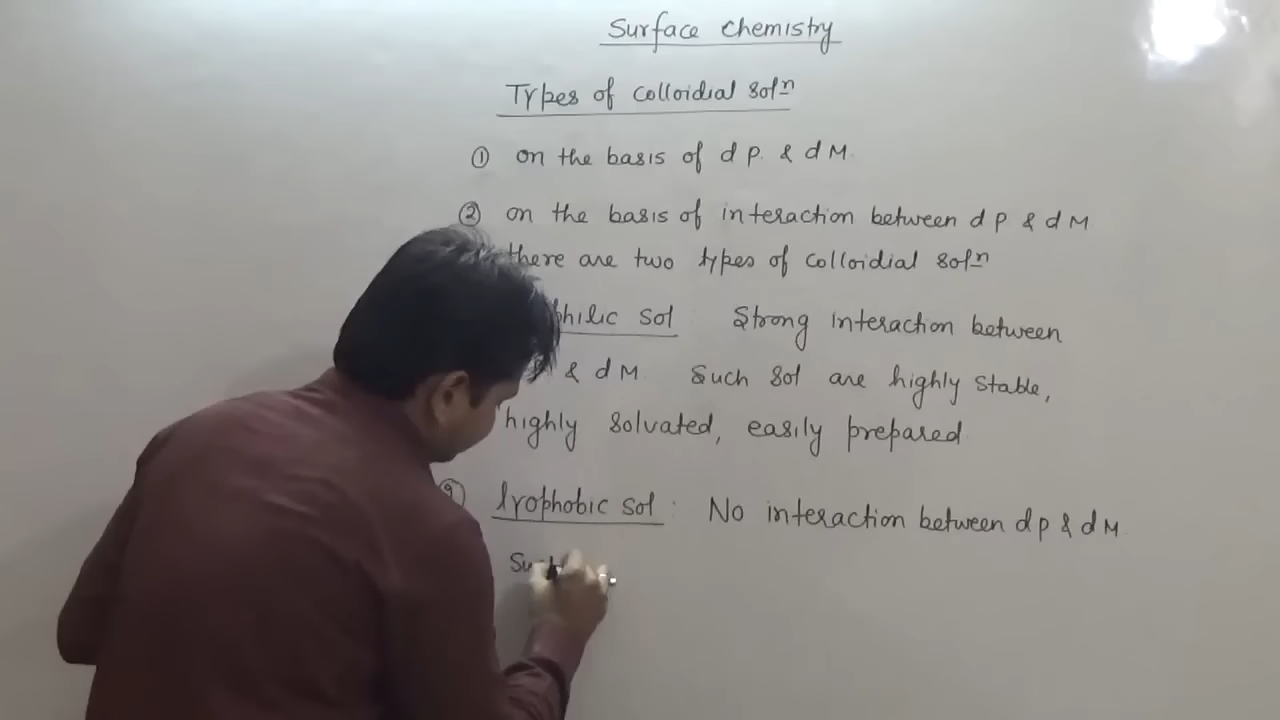 Surface chemistry
Types of colloidial solⁿ
① on the basis of d P. & d M.
② on the basis of interaction between d P & d M
there are two types of colloidial solⁿ
philic sol : Strong interaction between
& d M. Such sol are highly stable,
highly solvated, easily prepared
lyophobic sol : No interaction between dp & d M.